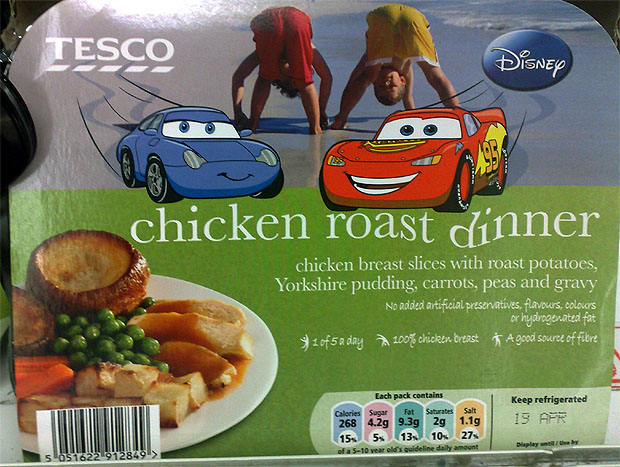 TESCO
Disney
95
chicken roast dinner
chicken breast slices with roast potatoes,
Yorkshire pudding, carrots, peas and gravy
No added artificial preservatives, flavours, colours
or hydrogenated fat
1 of 5 a day
100% chicken breast
A good source of fibre
Each pack contains
Calories Sugar Fat Saturates Salt
268 4.2g 9.3g 2g 1.1g
15% 5% 13% 10% 27%
of a 5-10 year old's guideline daily amount
Keep refrigerated
19 APR
Display until / Use by
5 051622 912849 >